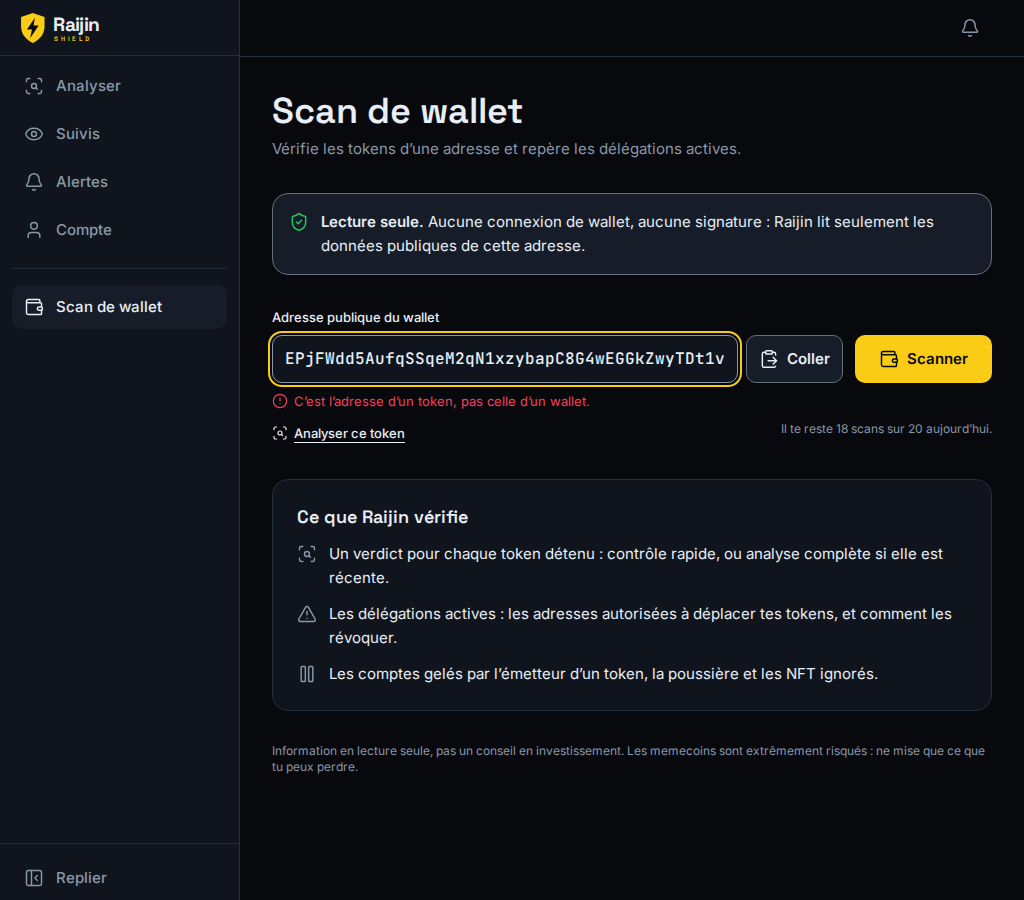 Raijin
SHIELD
Analyser
Suivis
Alertes
Compte
Scan de wallet
Replier
Scan de wallet
Vérifie les tokens d’une adresse et repère les délégations actives.
Lecture seule. Aucune connexion de wallet, aucune signature : Raijin lit seulement les
données publiques de cette adresse.
Adresse publique du wallet
EPjFWdd5AufqSSqeM2qN1xzybapC8G4wEGGkZwyTDt1v
Coller
Scanner
C’est l’adresse d’un token, pas celle d’un wallet.
Analyser ce token
Il te reste 18 scans sur 20 aujourd’hui.
Ce que Raijin vérifie
Un verdict pour chaque token détenu : contrôle rapide, ou analyse complète si elle est
récente.
Les délégations actives : les adresses autorisées à déplacer tes tokens, et comment les
révoquer.
Les comptes gelés par l’émetteur d’un token, la poussière et les NFT ignorés.
Information en lecture seule, pas un conseil en investissement. Les memecoins sont extrêmement risqués : ne mise que ce que
tu peux perdre.